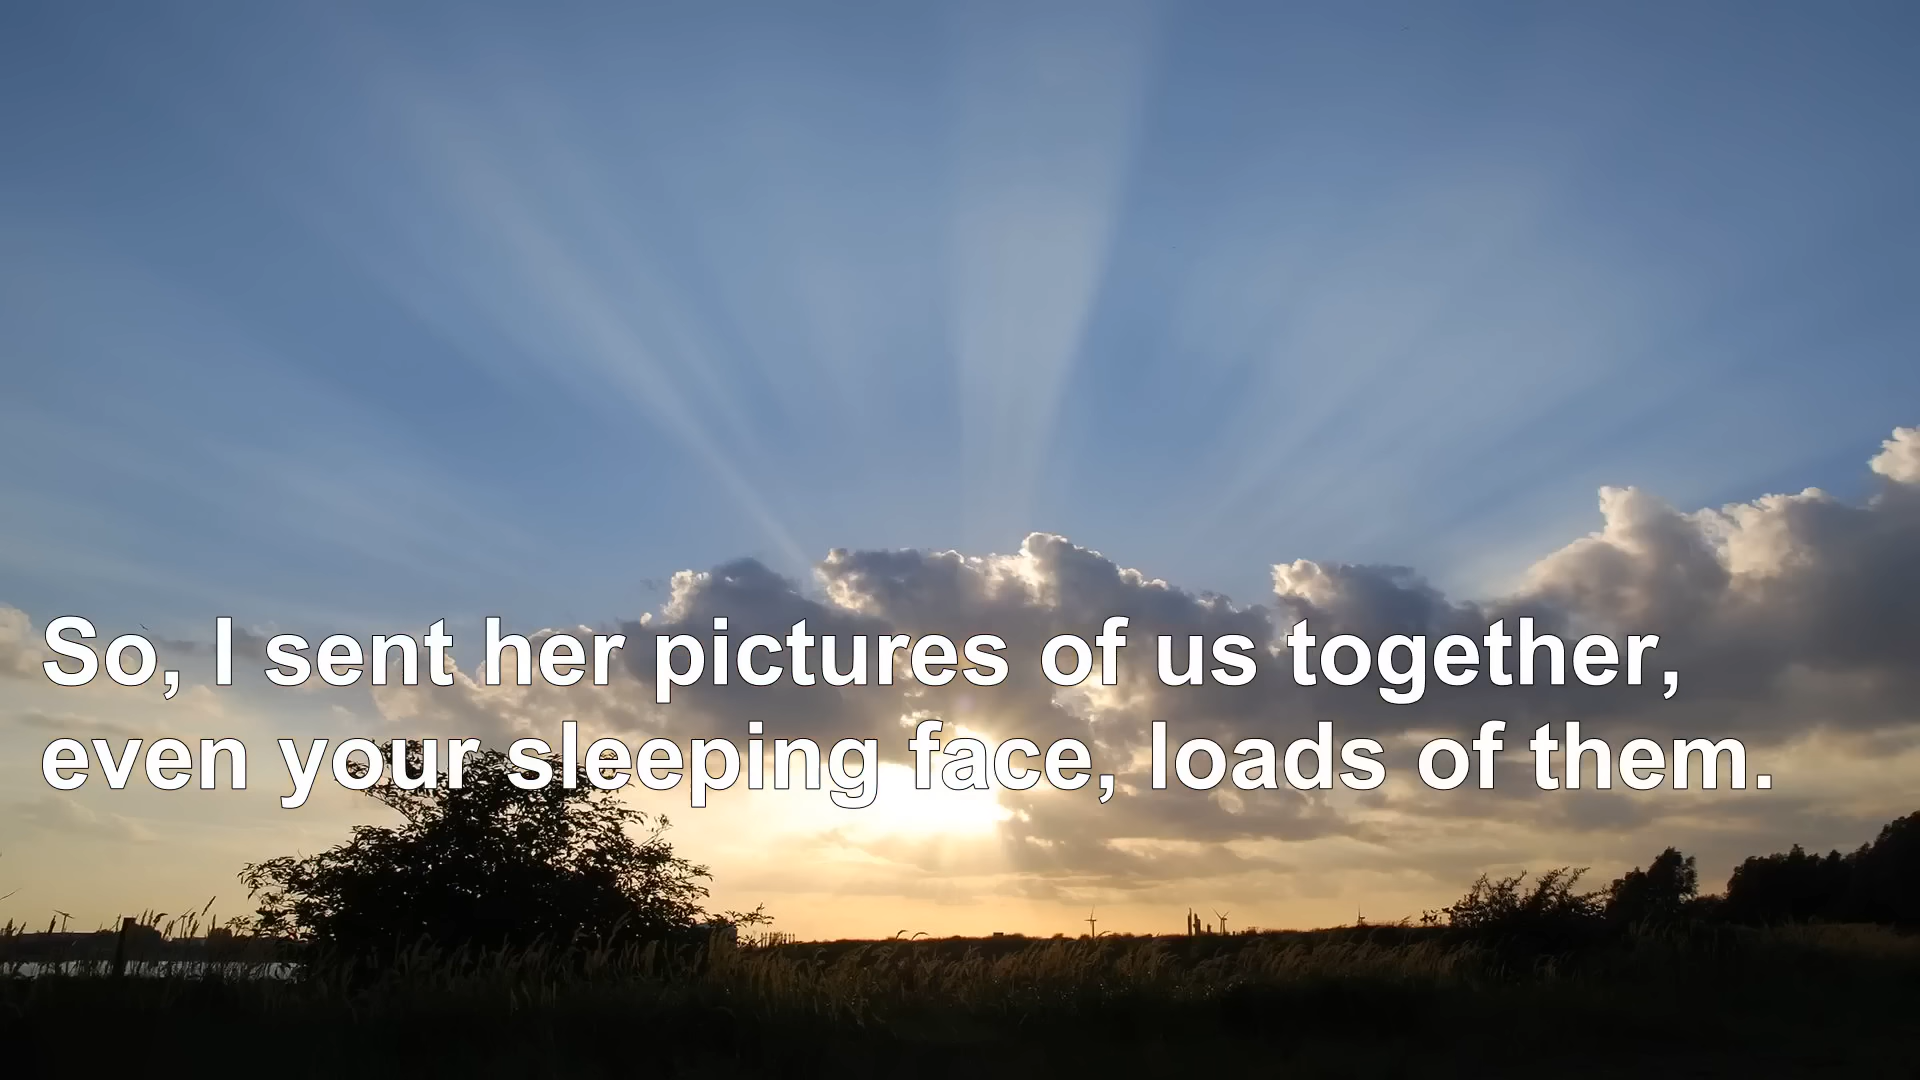 So, I sent her pictures of us together,
even your sleeping face, loads of them.